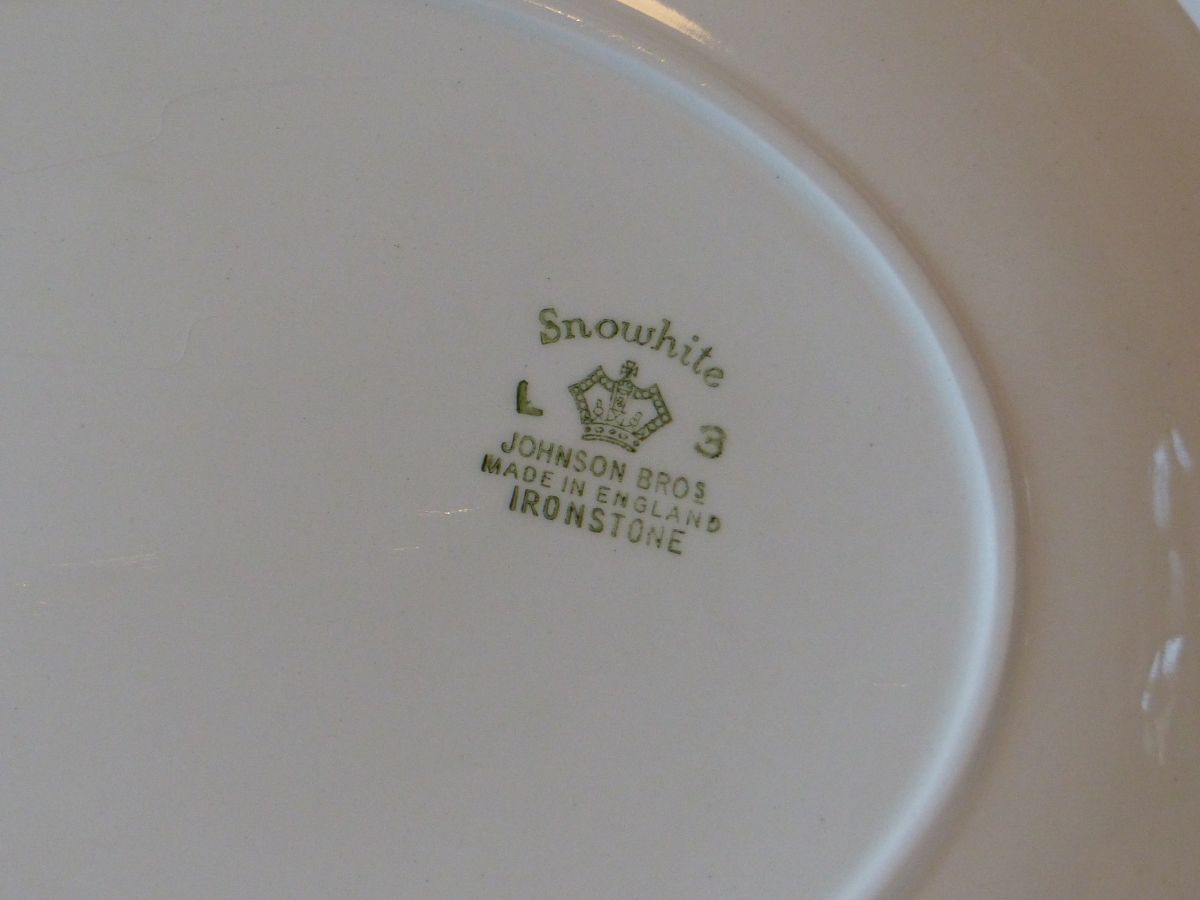 Snowhite
L 3
JOHNSON BROS
MADE IN ENGLAND
IRONSTONE